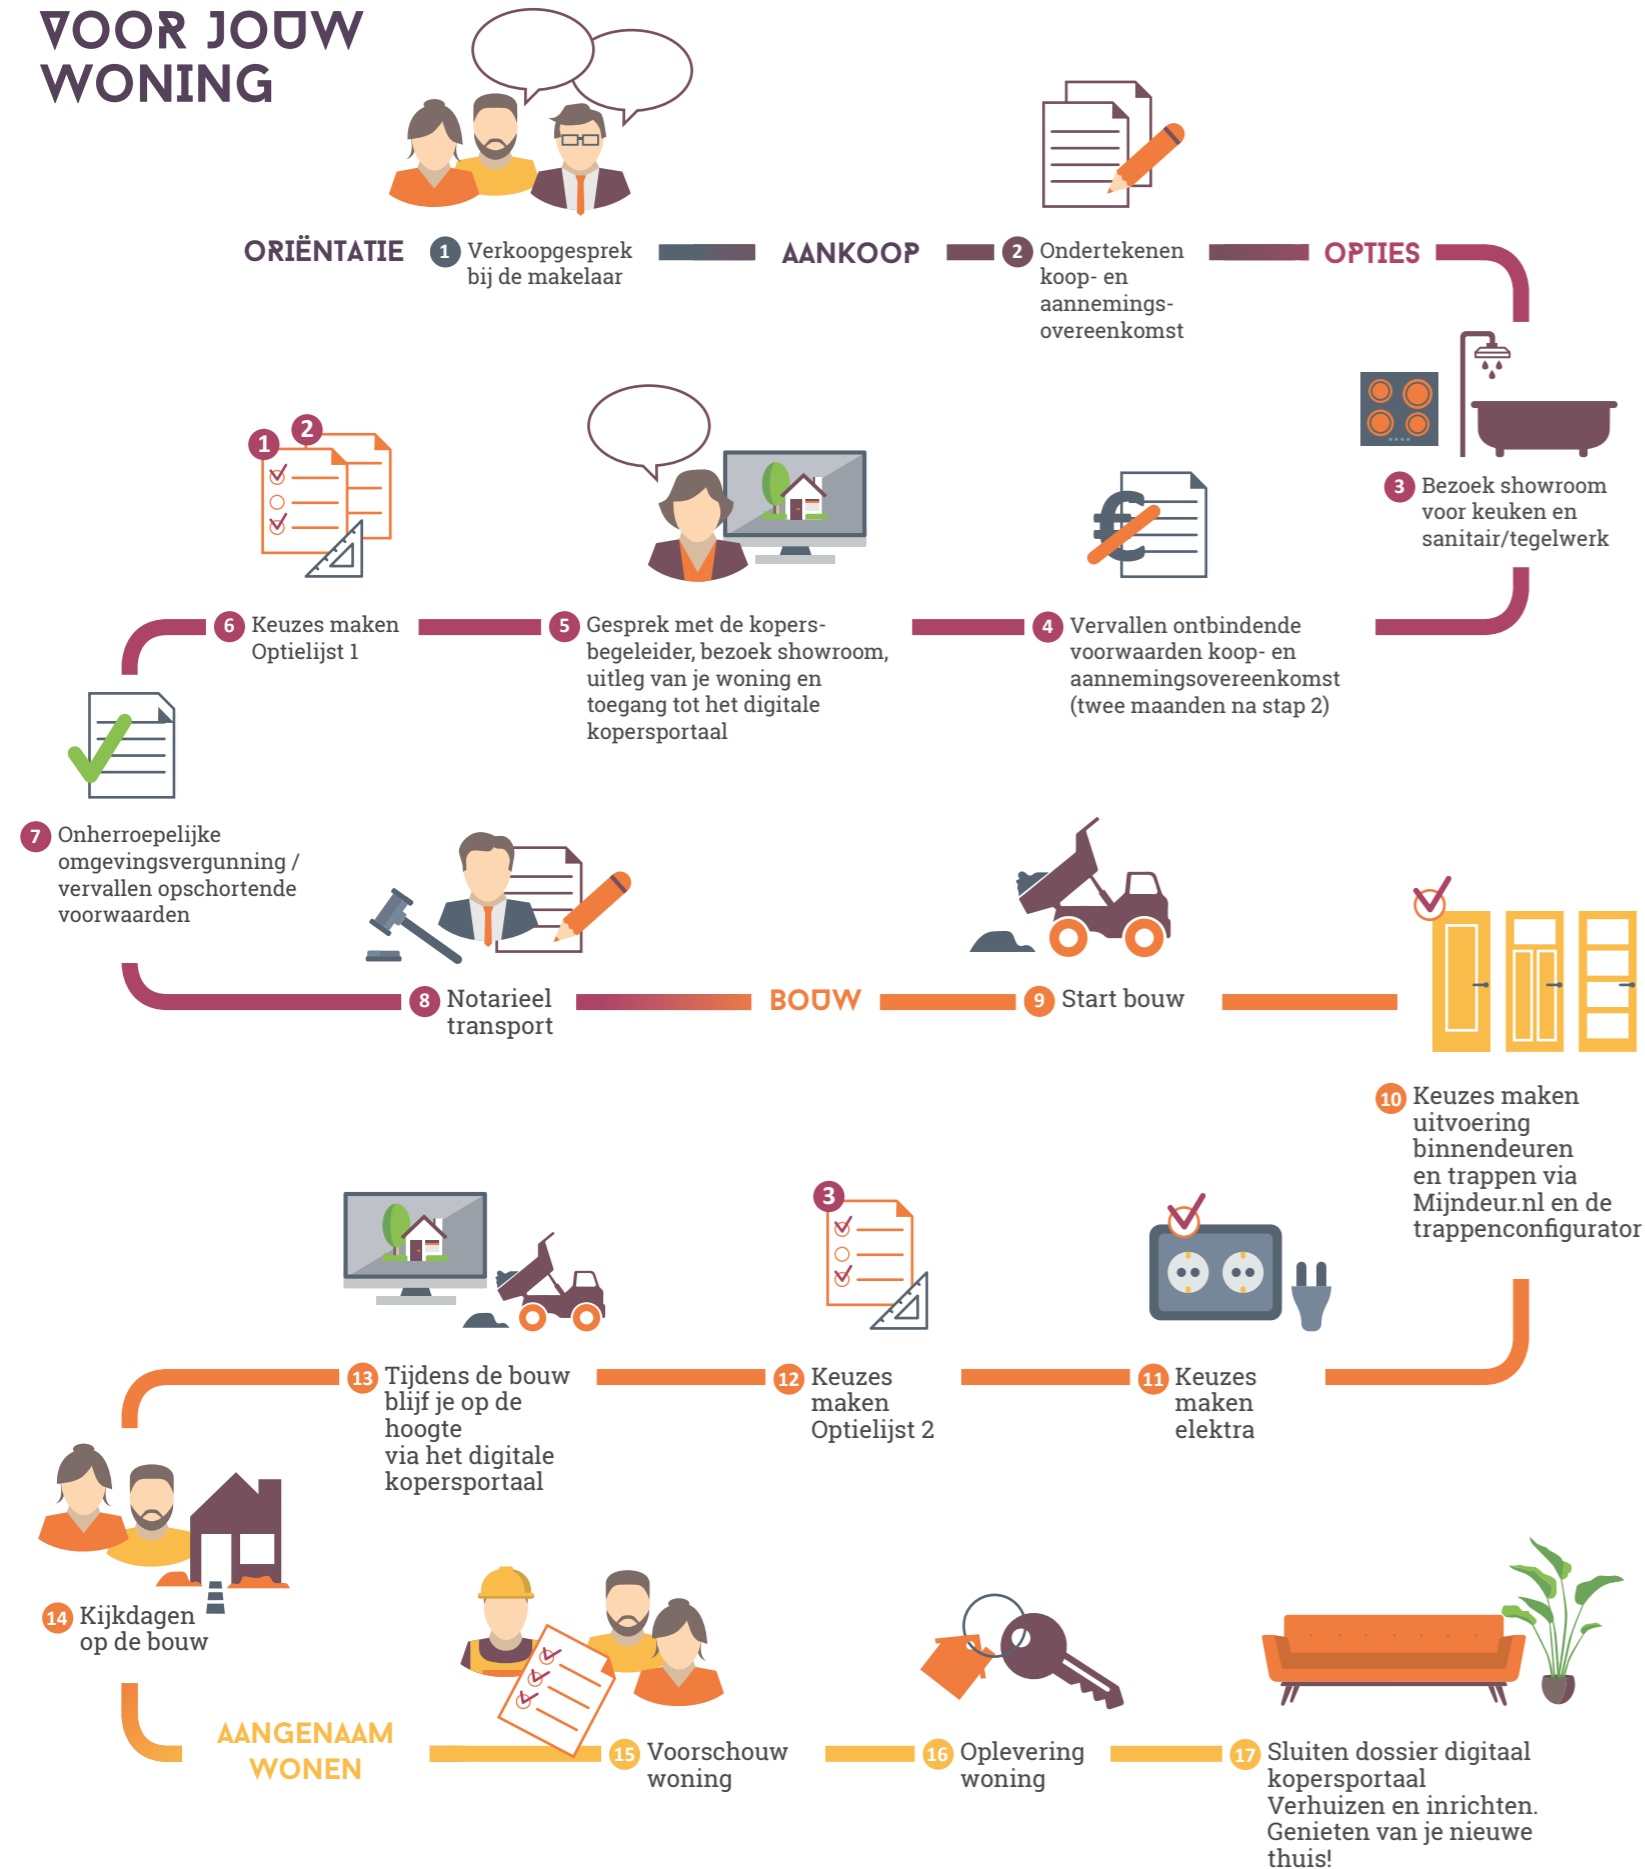 VOOR JOUW
WONING
ORIËNTATIE
1 Verkoopgesprek
bij de makelaar
AANKOOP
2 Ondertekenen
koop- en
aannemings-
overeenkomst
OPTIES
3 Bezoek showroom
voor keuken en
sanitair/tegelwerk
€
4 Vervallen ontbindende
voorwaarden koop- en
aannemingsovereenkomst
(twee maanden na stap 2)
5 Gesprek met de kopers-
begeleider, bezoek showroom,
uitleg van je woning en
toegang tot het digitale
kopersportaal
1 2
6 Keuzes maken
Optielijst 1
7 Onherroepelijke
omgevingsvergunning /
vervallen opschortende
voorwaarden
8 Notarieel
transport
BOUW
9 Start bouw
10 Keuzes maken
uitvoering
binnendeuren
en trappen via
Mijndeur.nl en de
trappenconfigurator
11 Keuzes
maken
elektra
3
12 Keuzes
maken
Optielijst 2
13 Tijdens de bouw
blijf je op de
hoogte
via het digitale
kopersportaal
14 Kijkdagen
op de bouw
AANGENAAM
WONEN
15 Voorschouw
woning
16 Oplevering
woning
17 Sluiten dossier digitaal
kopersportaal
Verhuizen en inrichten.
Genieten van je nieuwe
thuis!